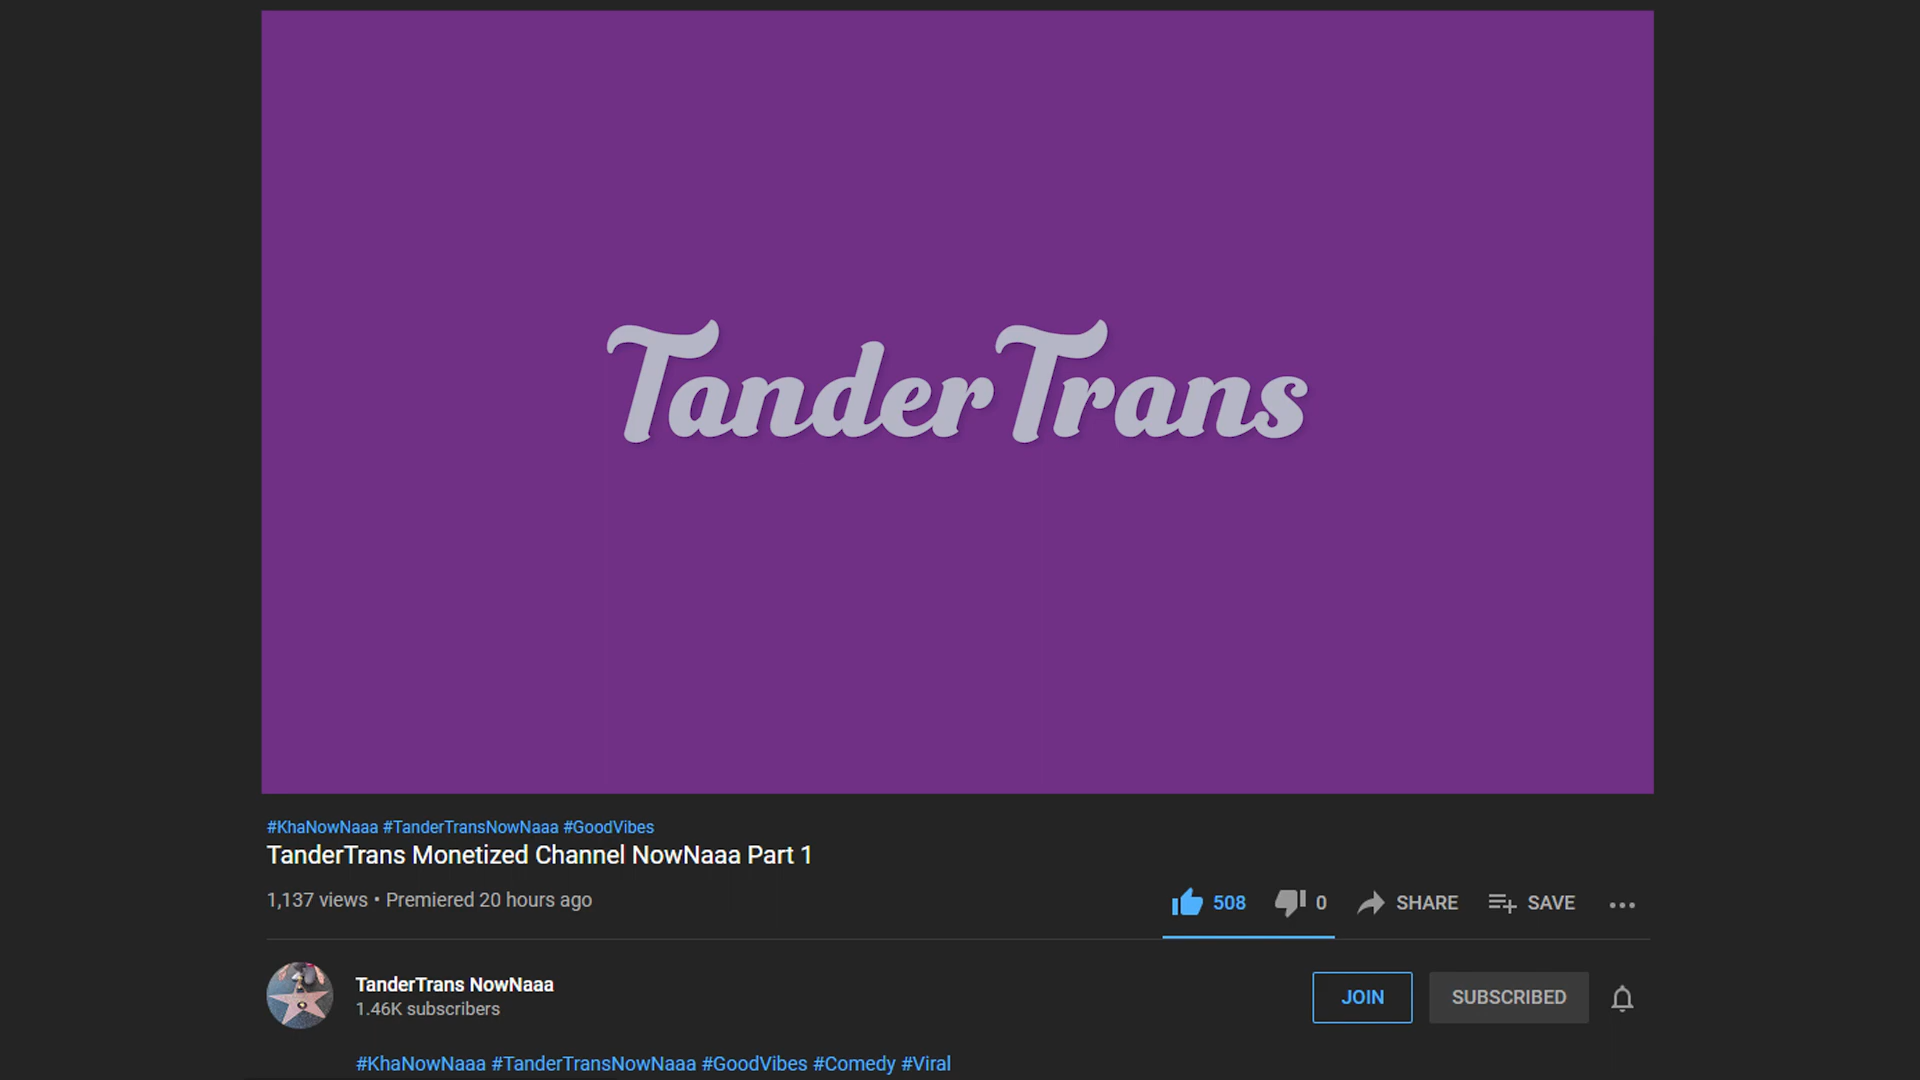 TanderTrans
#KhaNowNaaa #TanderTransNowNaaa #GoodVibes
TanderTrans Monetized Channel NowNaaa Part 1
1,137 views • Premiered 20 hours ago
508 0 SHARE SAVE
TanderTrans NowNaaa
1.46K subscribers
JOIN SUBSCRIBED
#KhaNowNaaa #TanderTransNowNaaa #GoodVibes #Comedy #Viral